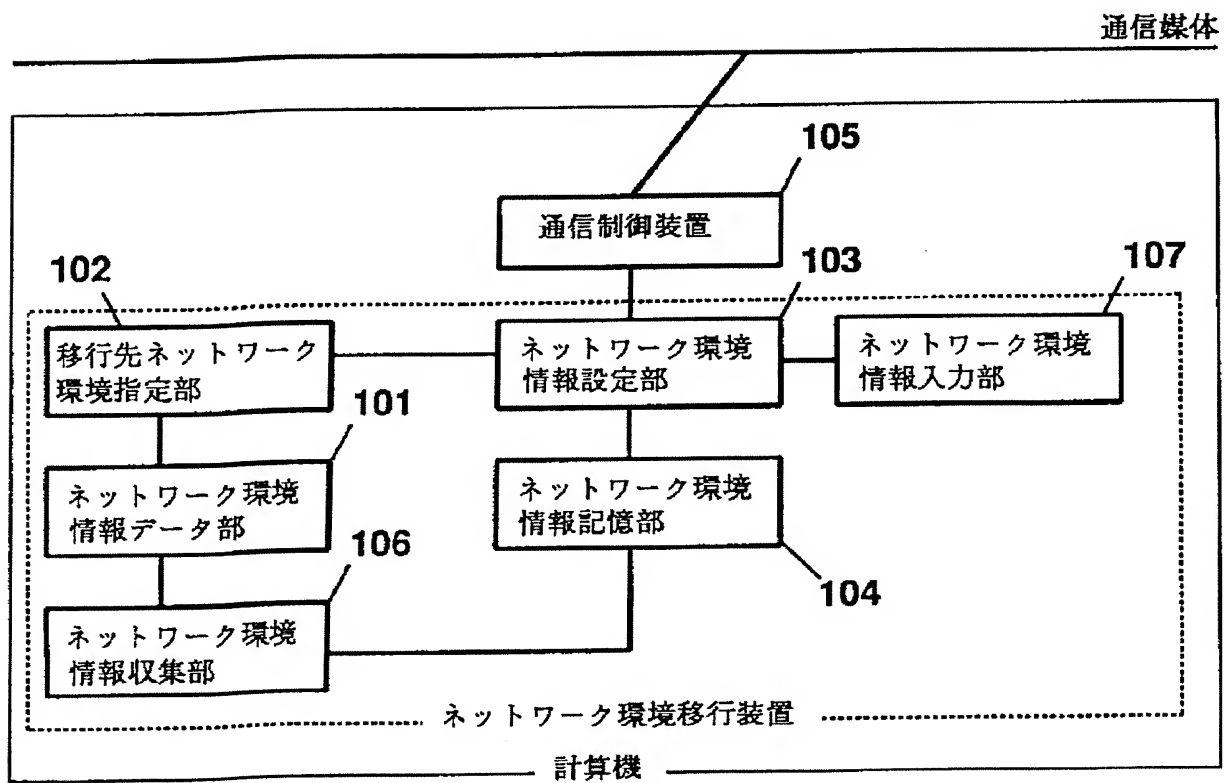 通信媒体
105
通信制御装置
102
103
107
移行先ネットワーク
環境指定部
ネットワーク環境
情報設定部
ネットワーク環境
情報入力部
101
ネットワーク環境
情報データ部
ネットワーク環境
情報記憶部
106
104
ネットワーク環境
情報収集部
ネットワーク環境移行装置
計算機